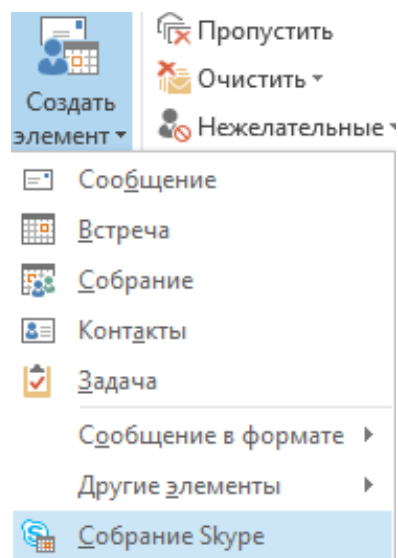 Создать
элемент
Пропустить
Очистить
Нежелательные
Сообщение
Встреча
Собрание
Контакты
Задача
Сообщение в формате
Другие элементы
Собрание Skype